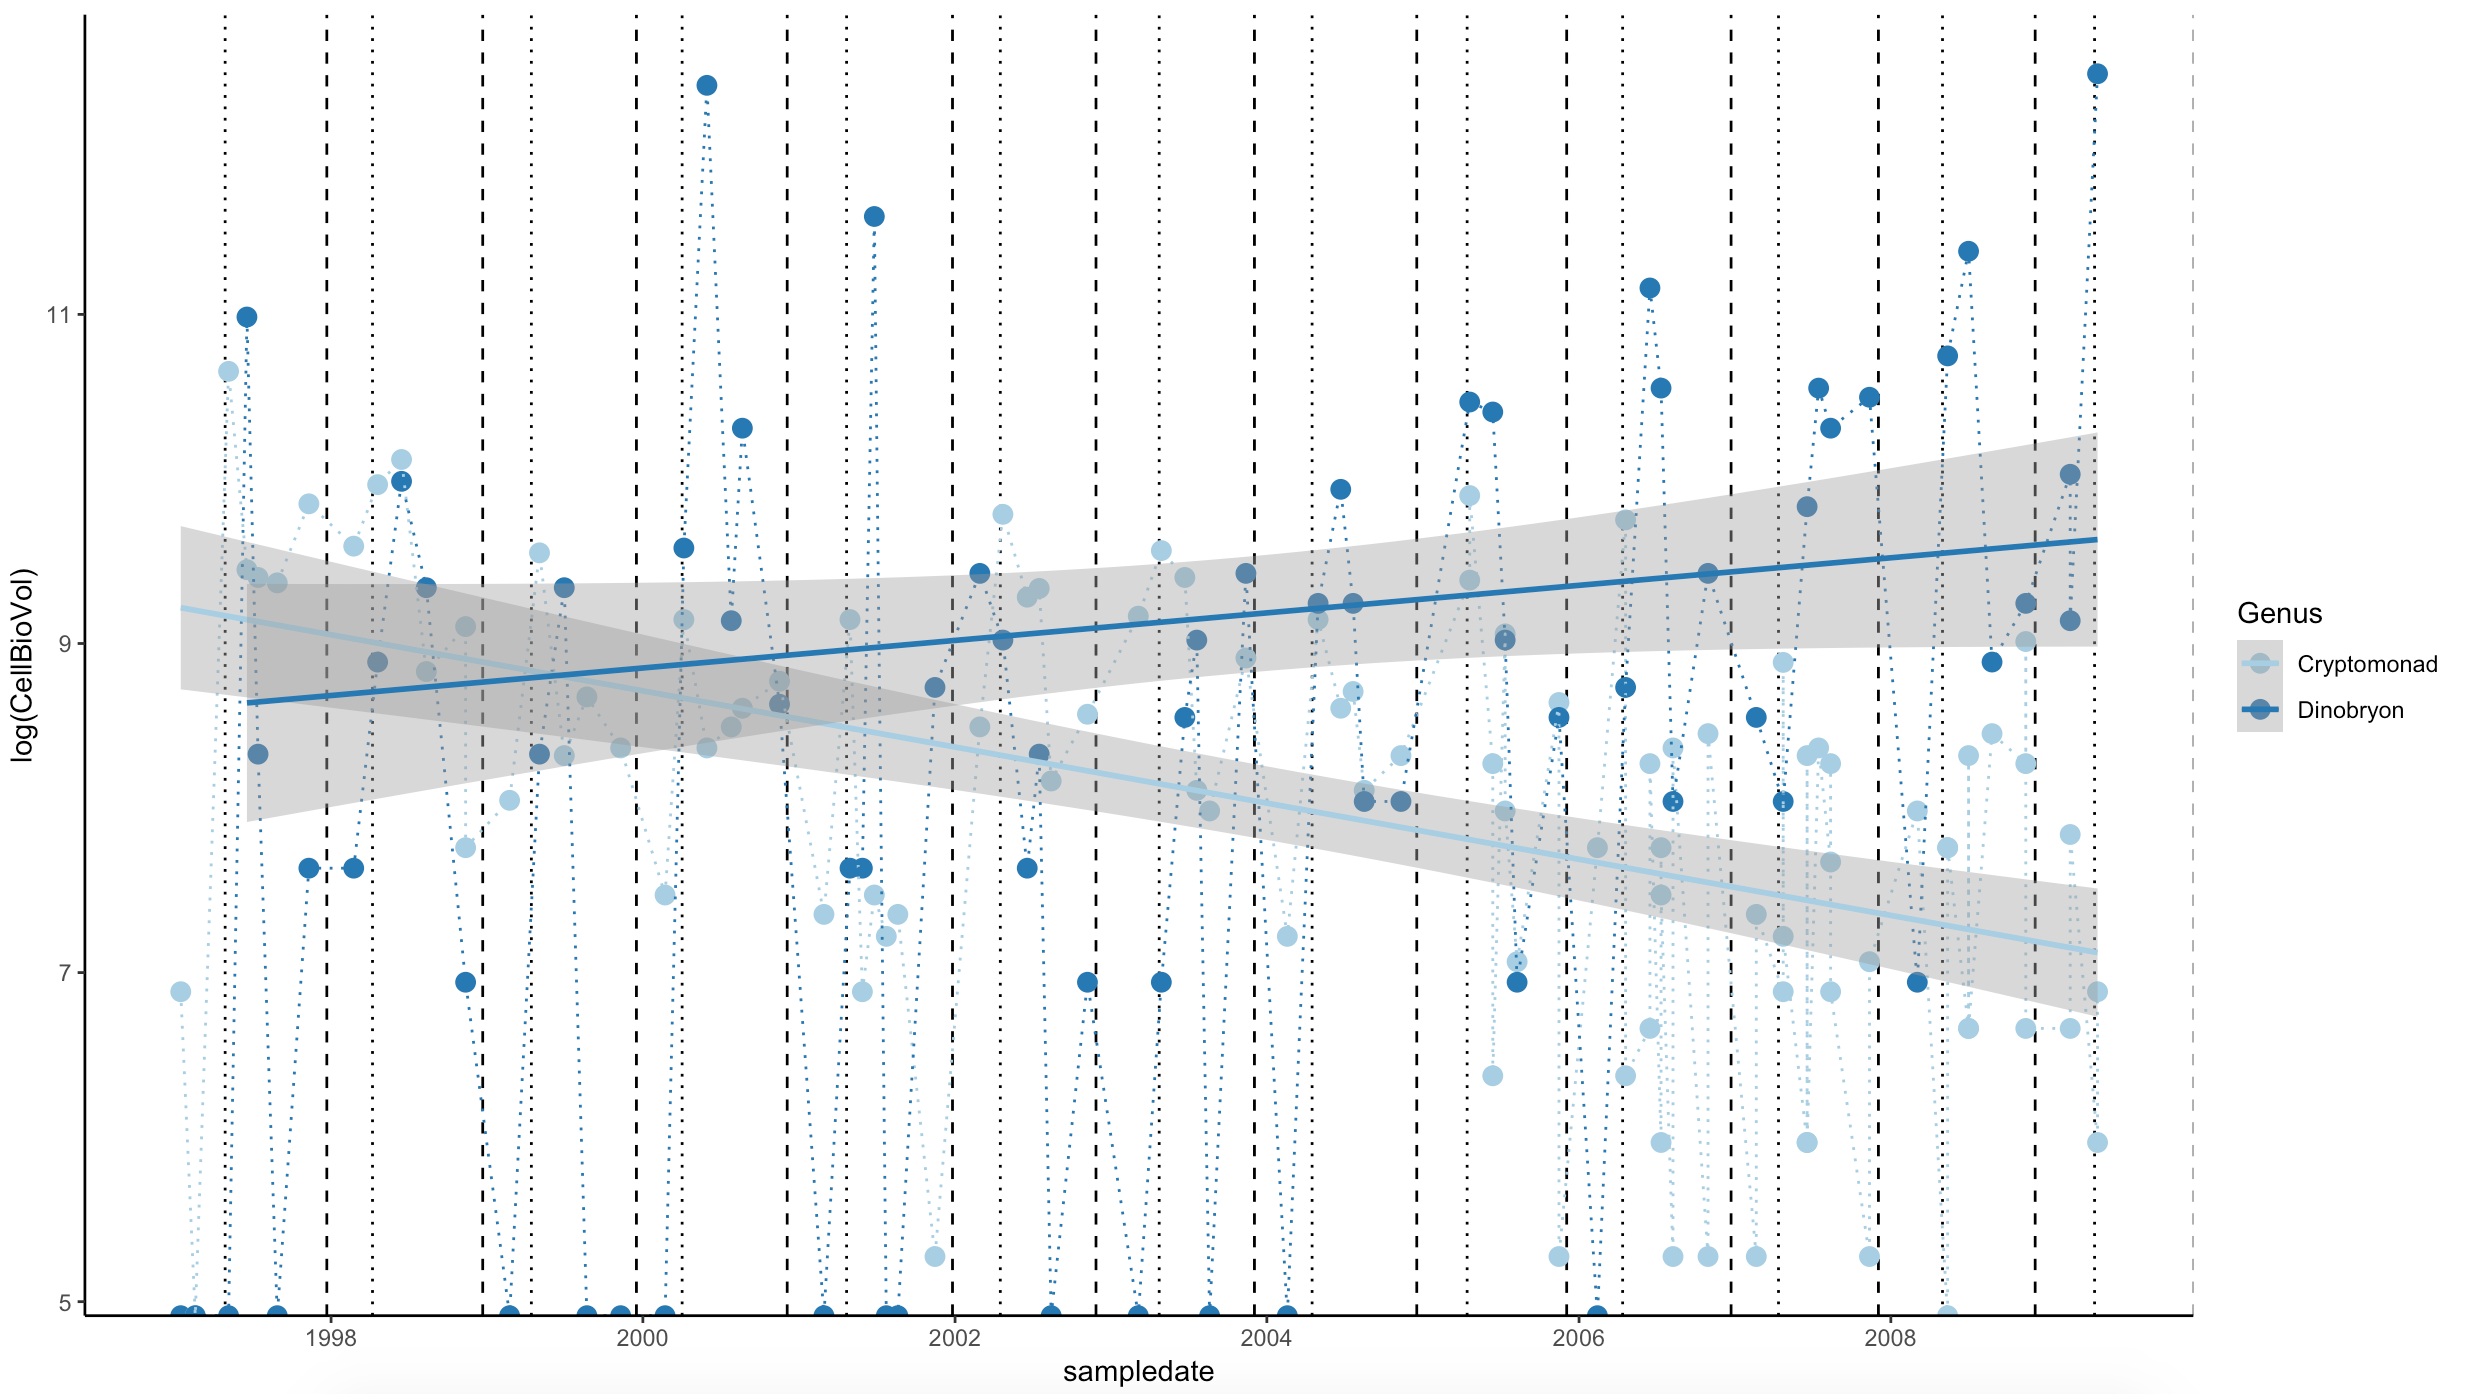 11
9
7
5
log(CellBioVol)
1998 2000 2002 2004 2006 2008
sampledate
Genus
Cryptomonad
Dinobryon